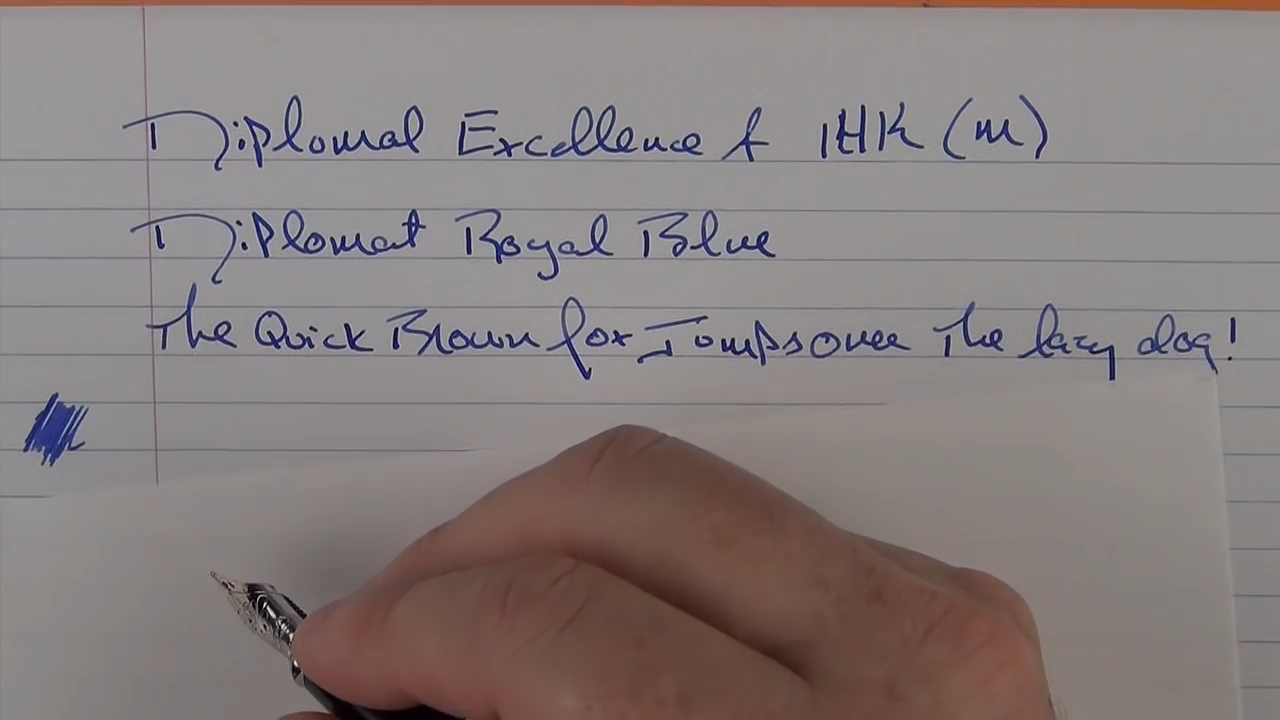 Diplomat Excellence A 14K (M)
Diplomat Royal Blue
The Quick Brown fox Jumps over The lazy dog!